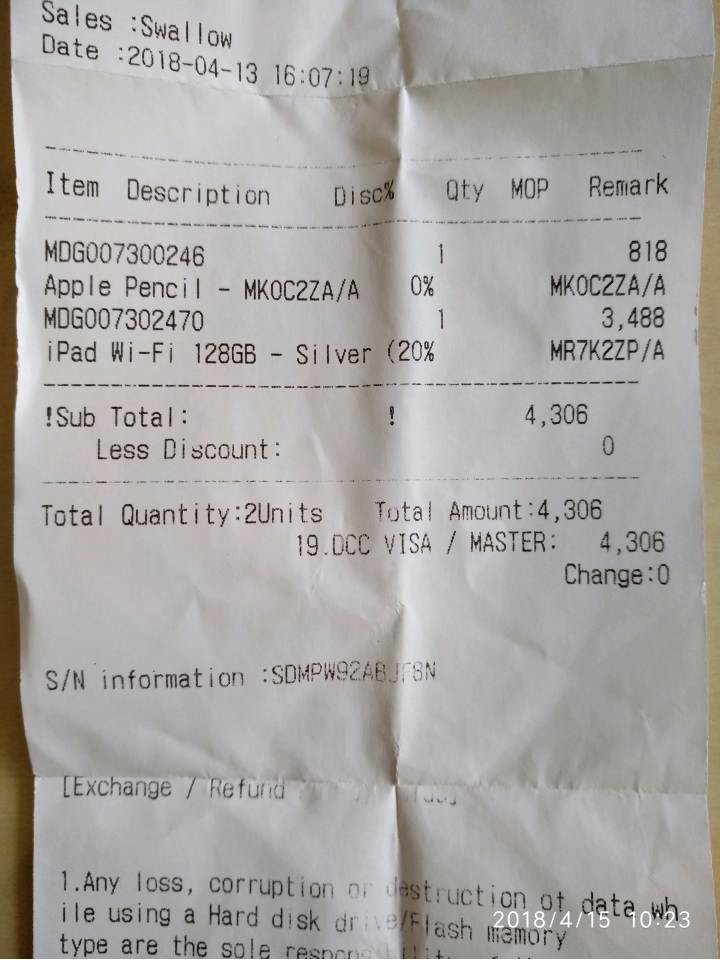 Sales :Swallow
Date :2018-04-13 16:07:19
Item Description Disc% Qty MOP Remark
MDG007300246 1 818
Apple Pencil - MK0C2ZA/A 0% MK0C2ZA/A
MDG007302470 1 3,488
iPad Wi-Fi 128GB - Silver (20% MR7K2ZP/A
!Sub Total: ! 4,306
Less Discount: 0
Total Quantity:2Units Total Amount:4,306
19.DCC VISA / MASTER: 4,306
Change:0
S/N information :SDMPW92ABJF8N
[Exchange / Refund
1.Any loss, corruption or destruction of data wh
ile using a Hard disk drive/Flash memory
type are the sole
2018/4/15 10:23